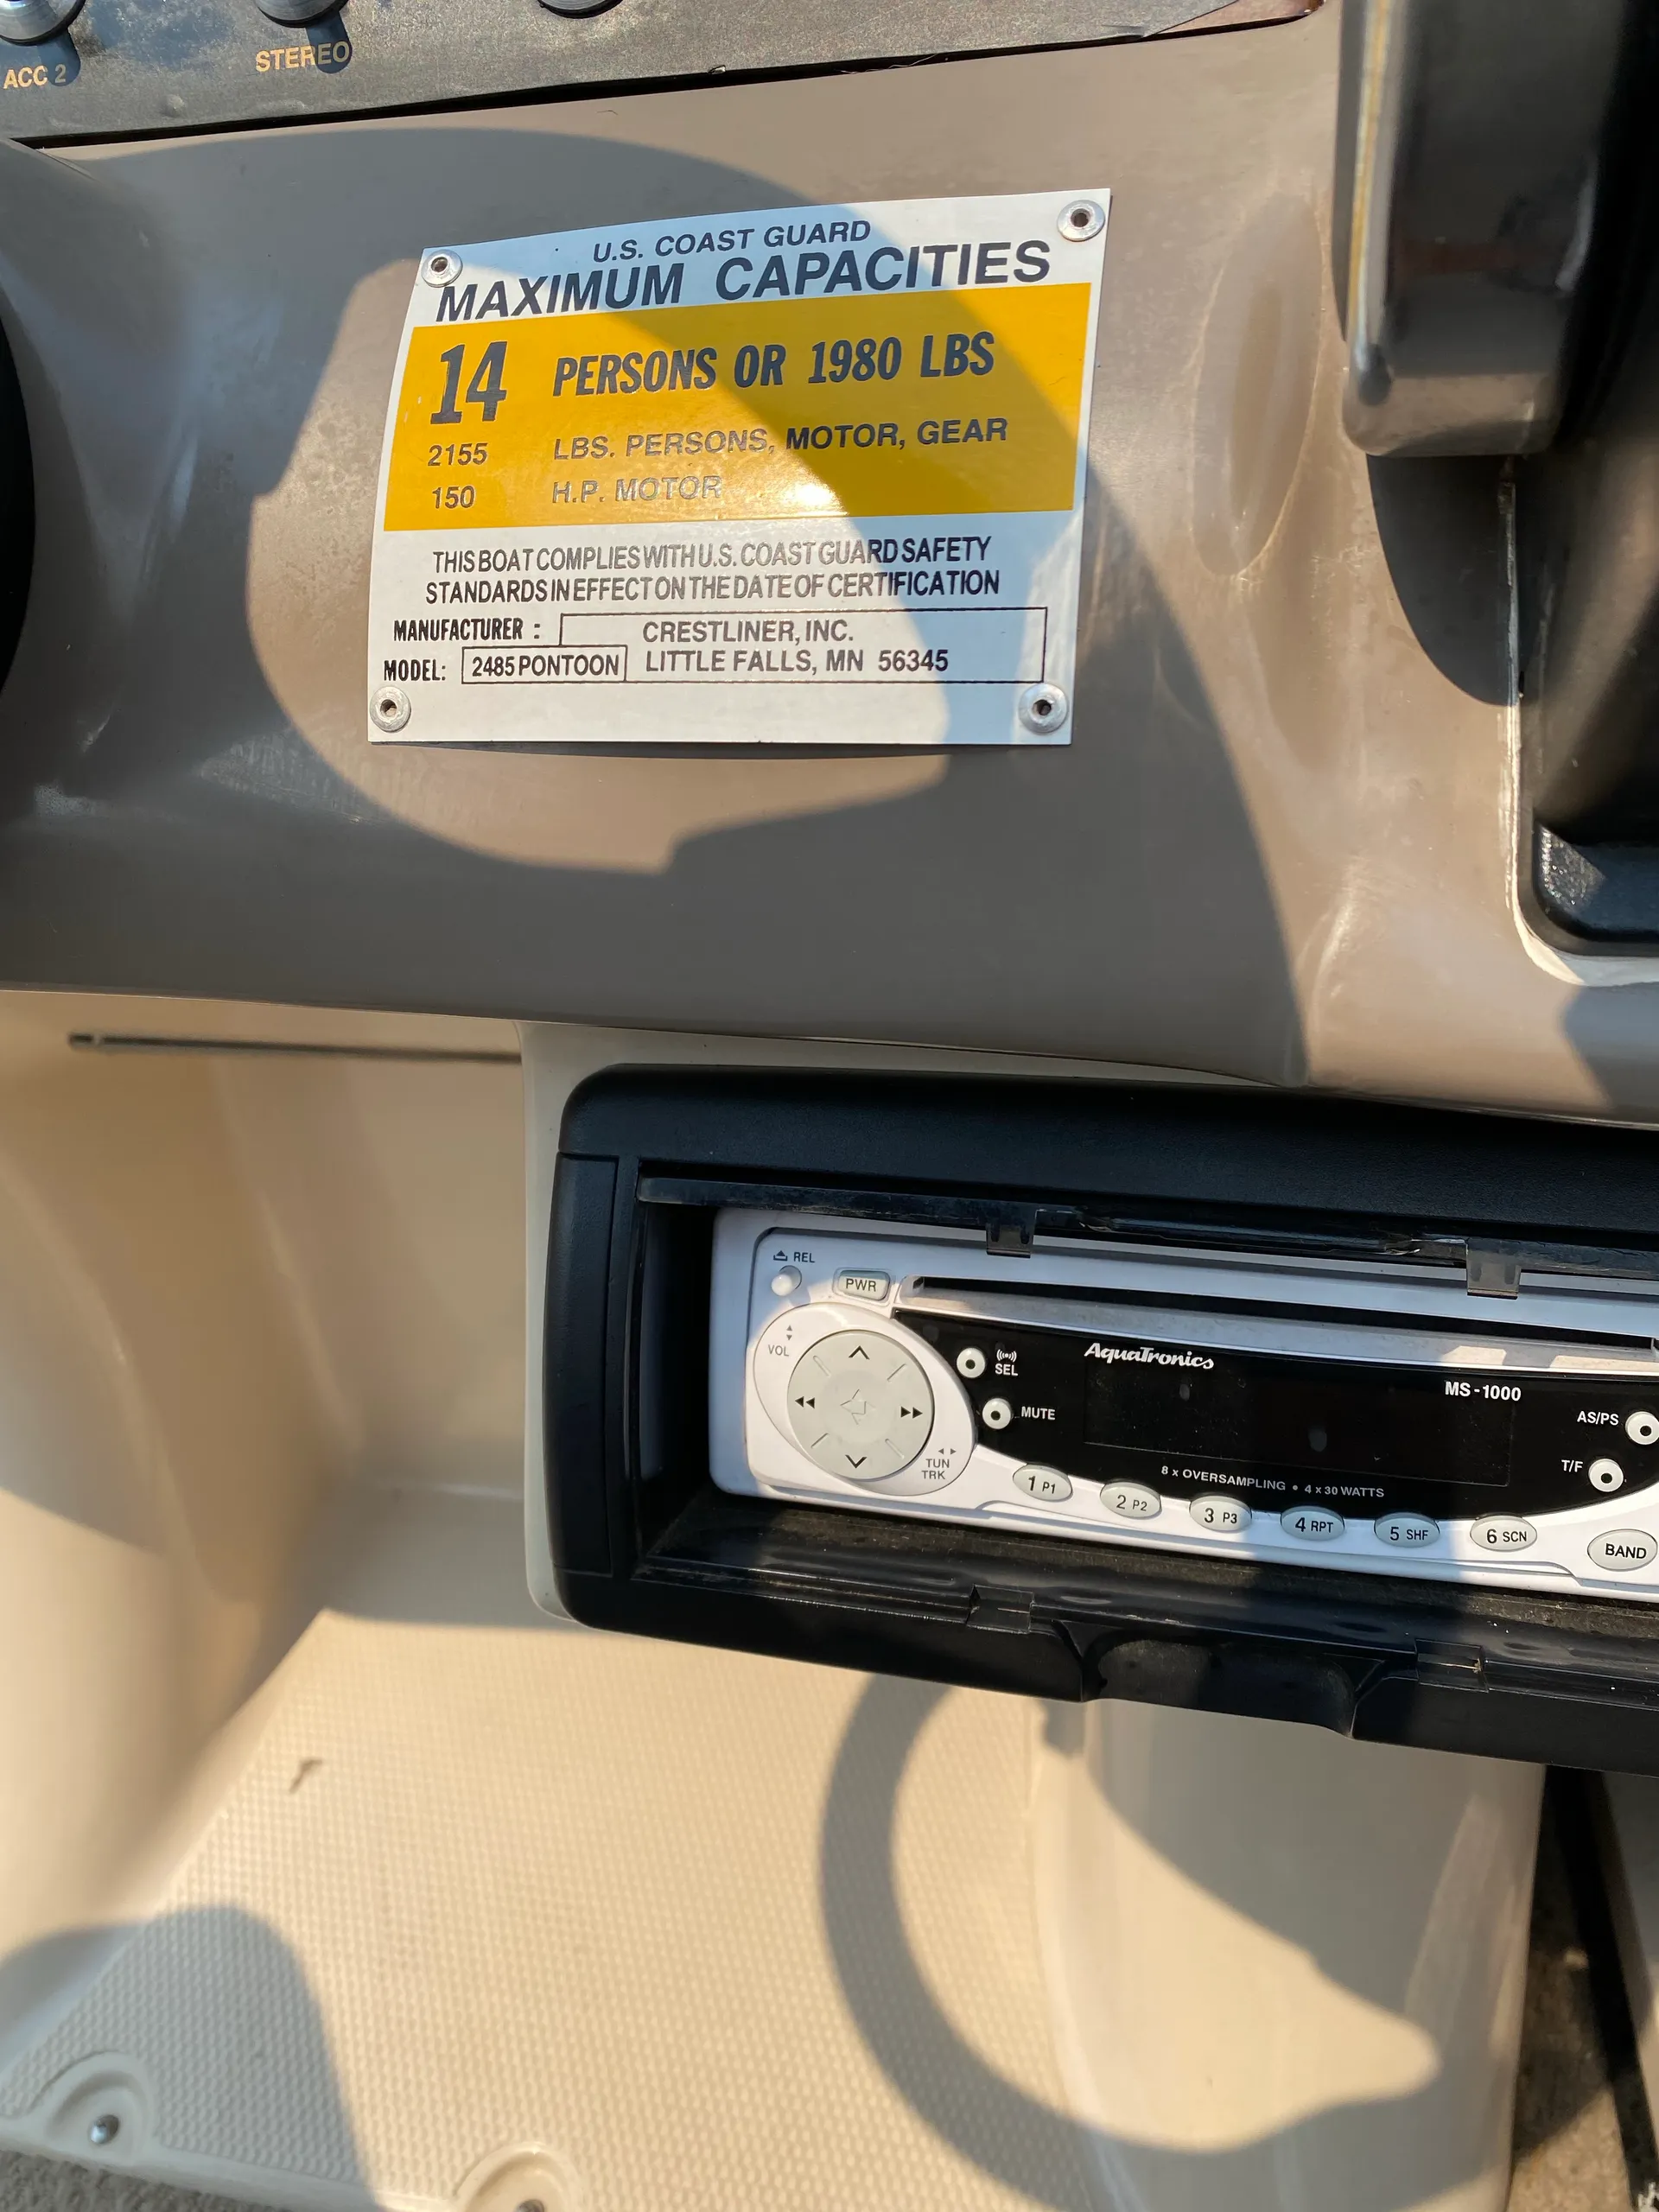 ACC 2
STEREO
U.S. COAST GUARD
MAXIMUM CAPACITIES
14 PERSONS OR 1980 LBS
2155 LBS. PERSONS, MOTOR, GEAR
150 H.P. MOTOR
THIS BOAT COMPLIES WITH U.S. COAST GUARD SAFETY
STANDARDS IN EFFECT ON THE DATE OF CERTIFICATION
MANUFACTURER : CRESTLINER, INC.
MODEL: 2485 PONTOON LITTLE FALLS, MN 56345
REL
PWR
VOL
SEL
AquaTronics
MS-1000
MUTE
AS/PS
TUN
TRK
T/F
8 x OVERSAMPLING • 4 x 30 WATTS
1 P1 2 P2 3 P3 4 RPT 5 SHF 6 SCN BAND